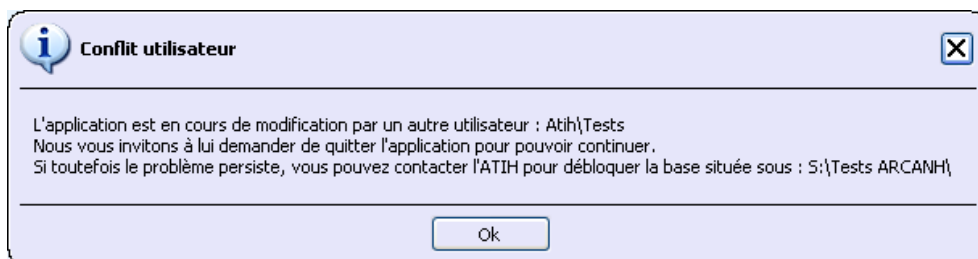 Conflit utilisateur
L'application est en cours de modification par un autre utilisateur : Atih\Tests
Nous vous invitons à lui demander de quitter l'application pour pouvoir continuer.
Si toutefois le problème persiste, vous pouvez contacter l'ATIH pour débloquer la base située sous : S:\Tests ARCANH\
Ok